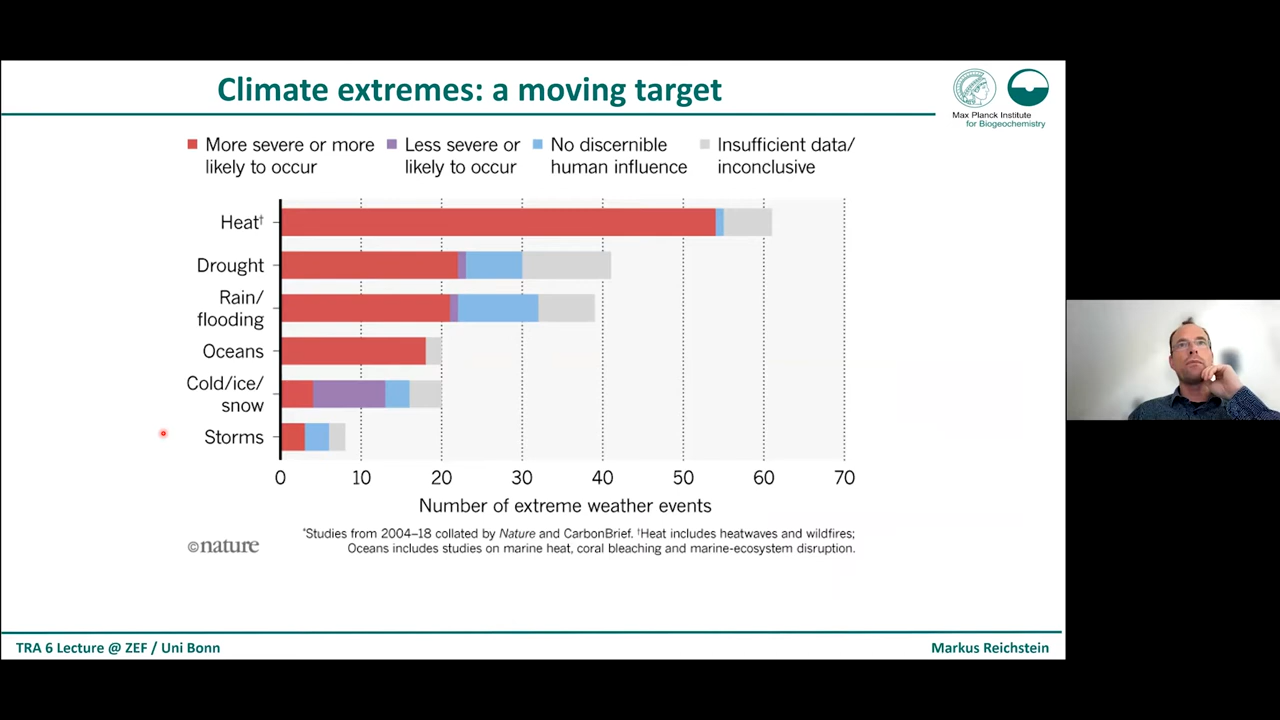 Climate extremes: a moving target
Max Planck Institute
for Biogeochemistry
More severe or more
likely to occur
Less severe or
likely to occur
No discernible
human influence
Insufficient data/
inconclusive
Heat†
Drought
Rain/
flooding
Oceans
Cold/ice/
snow
Storms
0 10 20 30 40 50 60 70
Number of extreme weather events
*Studies from 2004–18 collated by Nature and CarbonBrief. †Heat includes heatwaves and wildfires;
Oceans includes studies on marine heat, coral bleaching and marine-ecosystem disruption.
©nature
TRA 6 Lecture @ ZEF / Uni Bonn
Markus Reichstein